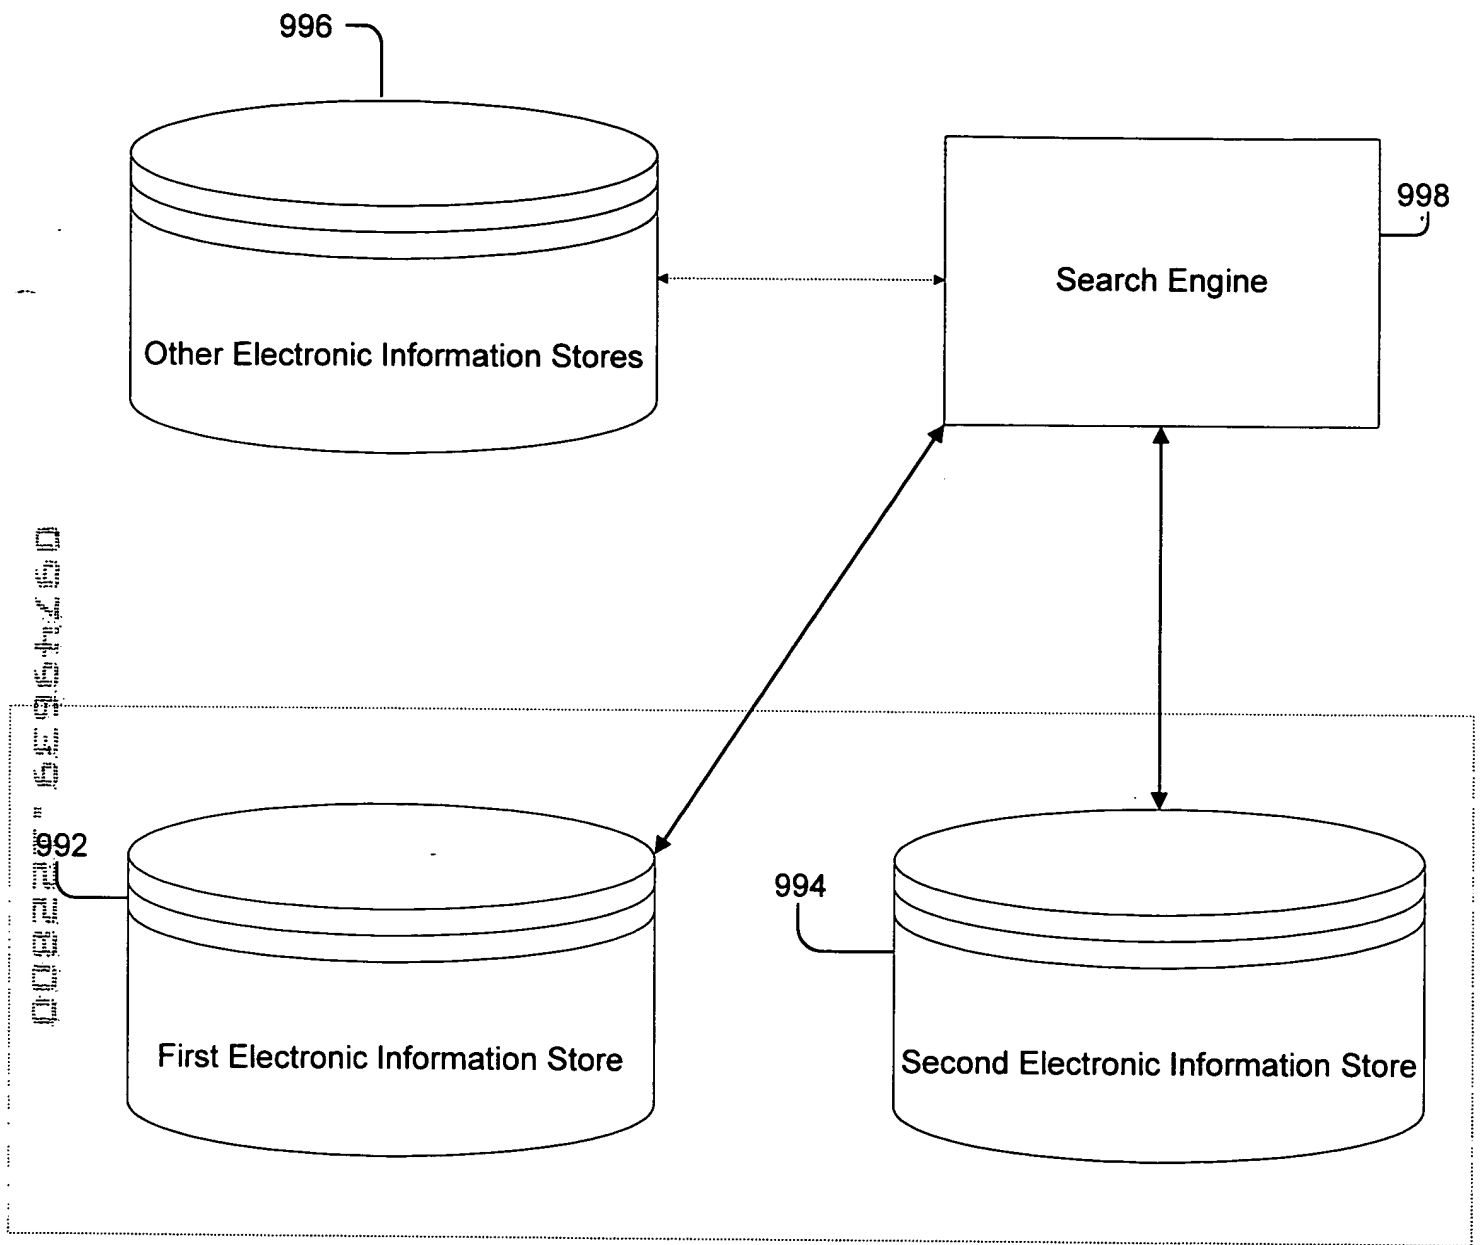 996
998
Search Engine
Other Electronic Information Stores
992
994
First Electronic Information Store
Second Electronic Information Store